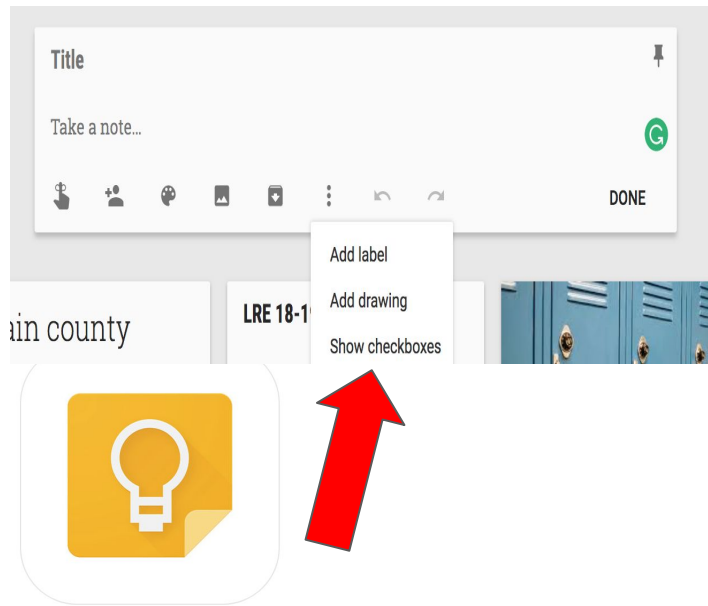 Title
Take a note...
DONE
Add label
Add drawing
Show checkboxes
ain county
LRE 18-1